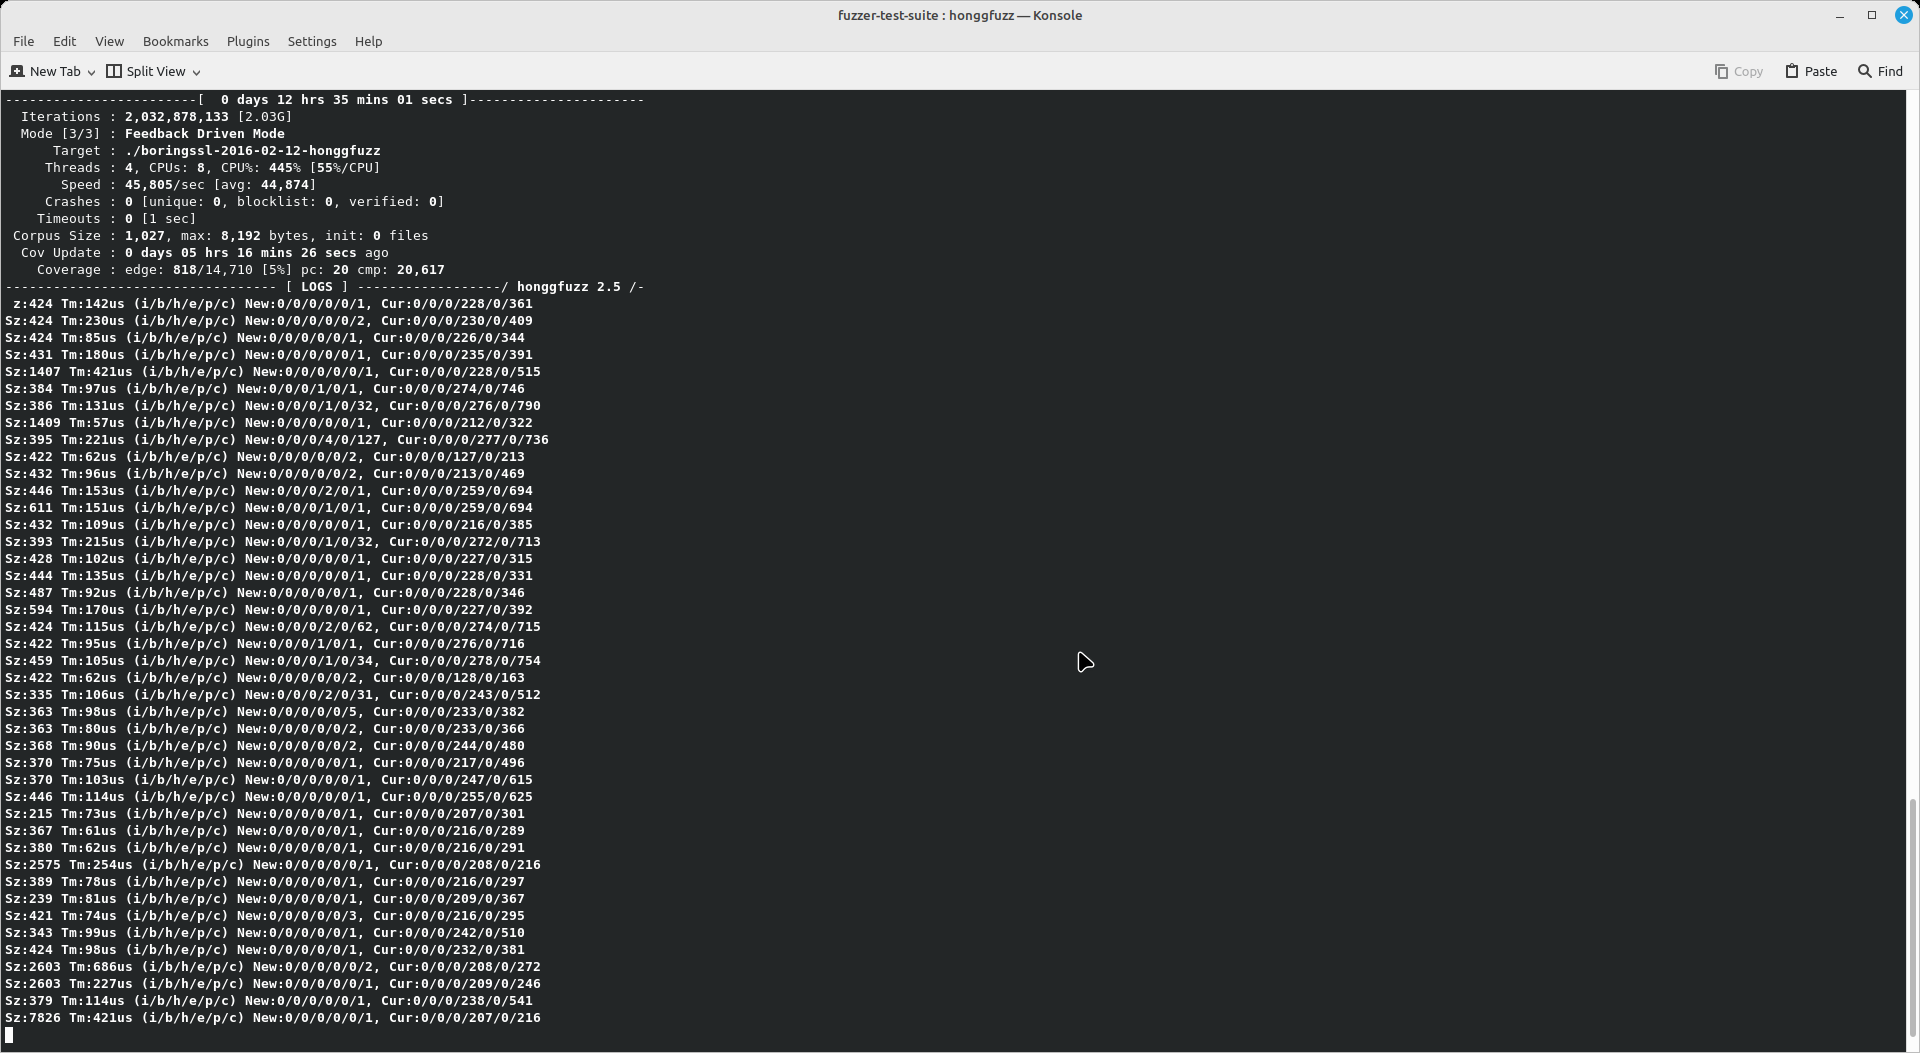 fuzzer-test-suite : honggfuzz — Konsole
File Edit View Bookmarks Plugins Settings Help
New Tab Split View Copy Paste Find
------------------------[  0 days 12 hrs 35 mins 01 secs ]----------------------
Iterations : 2,032,878,133 [2.03G]
Mode [3/3] : Feedback Driven Mode
Target : ./boringssl-2016-02-12-honggfuzz
Threads : 4, CPUs: 8, CPU%: 445% [55%/CPU]
Speed : 45,805/sec [avg: 44,874]
Crashes : 0 [unique: 0, blocklist: 0, verified: 0]
Timeouts : 0 [1 sec]
Corpus Size : 1,027, max: 8,192 bytes, init: 0 files
Cov Update : 0 days 05 hrs 16 mins 26 secs ago
Coverage : edge: 818/14,710 [5%] pc: 20 cmp: 20,617
---------------------------------- [ LOGS ] ------------------/ honggfuzz 2.5 /-
z:424 Tm:142us (i/b/h/e/p/c) New:0/0/0/0/0/1, Cur:0/0/0/228/0/361
Sz:424 Tm:230us (i/b/h/e/p/c) New:0/0/0/0/0/2, Cur:0/0/0/230/0/409
Sz:424 Tm:85us (i/b/h/e/p/c) New:0/0/0/0/0/1, Cur:0/0/0/226/0/344
Sz:431 Tm:180us (i/b/h/e/p/c) New:0/0/0/0/0/1, Cur:0/0/0/235/0/391
Sz:1407 Tm:421us (i/b/h/e/p/c) New:0/0/0/0/0/1, Cur:0/0/0/228/0/515
Sz:384 Tm:97us (i/b/h/e/p/c) New:0/0/0/1/0/1, Cur:0/0/0/274/0/746
Sz:386 Tm:131us (i/b/h/e/p/c) New:0/0/0/1/0/32, Cur:0/0/0/276/0/790
Sz:1409 Tm:57us (i/b/h/e/p/c) New:0/0/0/0/0/1, Cur:0/0/0/212/0/322
Sz:395 Tm:221us (i/b/h/e/p/c) New:0/0/0/4/0/127, Cur:0/0/0/277/0/736
Sz:422 Tm:62us (i/b/h/e/p/c) New:0/0/0/0/0/2, Cur:0/0/0/127/0/213
Sz:432 Tm:96us (i/b/h/e/p/c) New:0/0/0/0/0/2, Cur:0/0/0/213/0/469
Sz:446 Tm:153us (i/b/h/e/p/c) New:0/0/0/2/0/1, Cur:0/0/0/259/0/694
Sz:611 Tm:151us (i/b/h/e/p/c) New:0/0/0/1/0/1, Cur:0/0/0/259/0/694
Sz:432 Tm:109us (i/b/h/e/p/c) New:0/0/0/0/0/1, Cur:0/0/0/216/0/385
Sz:393 Tm:215us (i/b/h/e/p/c) New:0/0/0/1/0/32, Cur:0/0/0/272/0/713
Sz:428 Tm:102us (i/b/h/e/p/c) New:0/0/0/0/0/1, Cur:0/0/0/227/0/315
Sz:444 Tm:135us (i/b/h/e/p/c) New:0/0/0/0/0/1, Cur:0/0/0/228/0/331
Sz:487 Tm:92us (i/b/h/e/p/c) New:0/0/0/0/0/1, Cur:0/0/0/228/0/346
Sz:594 Tm:170us (i/b/h/e/p/c) New:0/0/0/0/0/1, Cur:0/0/0/227/0/392
Sz:424 Tm:115us (i/b/h/e/p/c) New:0/0/0/2/0/62, Cur:0/0/0/274/0/715
Sz:422 Tm:95us (i/b/h/e/p/c) New:0/0/0/1/0/1, Cur:0/0/0/276/0/716
Sz:459 Tm:105us (i/b/h/e/p/c) New:0/0/0/1/0/34, Cur:0/0/0/278/0/754
Sz:422 Tm:62us (i/b/h/e/p/c) New:0/0/0/0/0/2, Cur:0/0/0/128/0/163
Sz:335 Tm:106us (i/b/h/e/p/c) New:0/0/0/2/0/31, Cur:0/0/0/243/0/512
Sz:363 Tm:98us (i/b/h/e/p/c) New:0/0/0/0/0/5, Cur:0/0/0/233/0/382
Sz:363 Tm:80us (i/b/h/e/p/c) New:0/0/0/0/0/2, Cur:0/0/0/233/0/366
Sz:368 Tm:90us (i/b/h/e/p/c) New:0/0/0/0/0/2, Cur:0/0/0/244/0/480
Sz:370 Tm:75us (i/b/h/e/p/c) New:0/0/0/0/0/1, Cur:0/0/0/217/0/496
Sz:370 Tm:103us (i/b/h/e/p/c) New:0/0/0/0/0/1, Cur:0/0/0/247/0/615
Sz:446 Tm:114us (i/b/h/e/p/c) New:0/0/0/0/0/1, Cur:0/0/0/255/0/625
Sz:215 Tm:73us (i/b/h/e/p/c) New:0/0/0/0/0/1, Cur:0/0/0/207/0/301
Sz:367 Tm:61us (i/b/h/e/p/c) New:0/0/0/0/0/1, Cur:0/0/0/216/0/289
Sz:380 Tm:62us (i/b/h/e/p/c) New:0/0/0/0/0/1, Cur:0/0/0/216/0/291
Sz:2575 Tm:254us (i/b/h/e/p/c) New:0/0/0/0/0/1, Cur:0/0/0/208/0/216
Sz:389 Tm:78us (i/b/h/e/p/c) New:0/0/0/0/0/1, Cur:0/0/0/216/0/297
Sz:239 Tm:81us (i/b/h/e/p/c) New:0/0/0/0/0/1, Cur:0/0/0/209/0/367
Sz:421 Tm:74us (i/b/h/e/p/c) New:0/0/0/0/0/3, Cur:0/0/0/216/0/295
Sz:343 Tm:99us (i/b/h/e/p/c) New:0/0/0/0/0/1, Cur:0/0/0/242/0/510
Sz:424 Tm:98us (i/b/h/e/p/c) New:0/0/0/0/0/1, Cur:0/0/0/232/0/381
Sz:2603 Tm:686us (i/b/h/e/p/c) New:0/0/0/0/0/2, Cur:0/0/0/208/0/272
Sz:2603 Tm:227us (i/b/h/e/p/c) New:0/0/0/0/0/1, Cur:0/0/0/209/0/246
Sz:379 Tm:114us (i/b/h/e/p/c) New:0/0/0/0/0/1, Cur:0/0/0/238/0/541
Sz:7826 Tm:421us (i/b/h/e/p/c) New:0/0/0/0/0/1, Cur:0/0/0/207/0/216